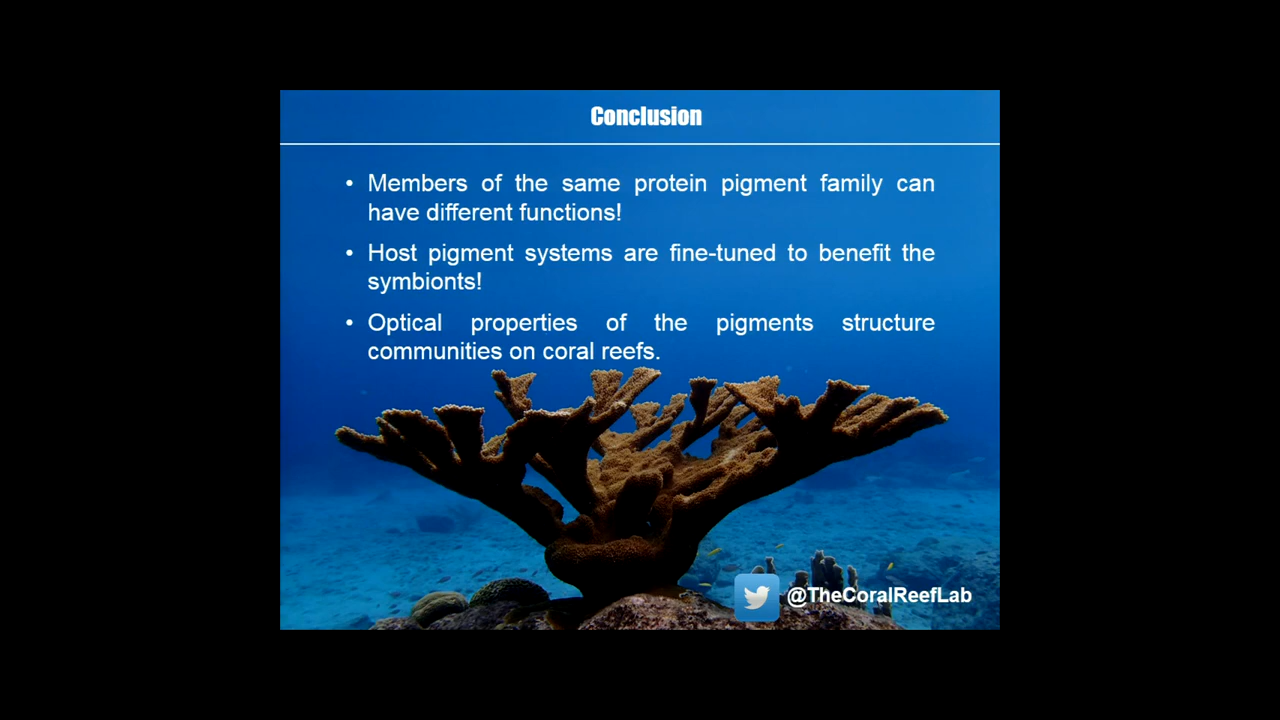 Conclusion
• Members of the same protein pigment family can
have different functions!
• Host pigment systems are fine-tuned to benefit the
symbionts!
• Optical properties of the pigments structure
communities on coral reefs.
@TheCoralReefLab